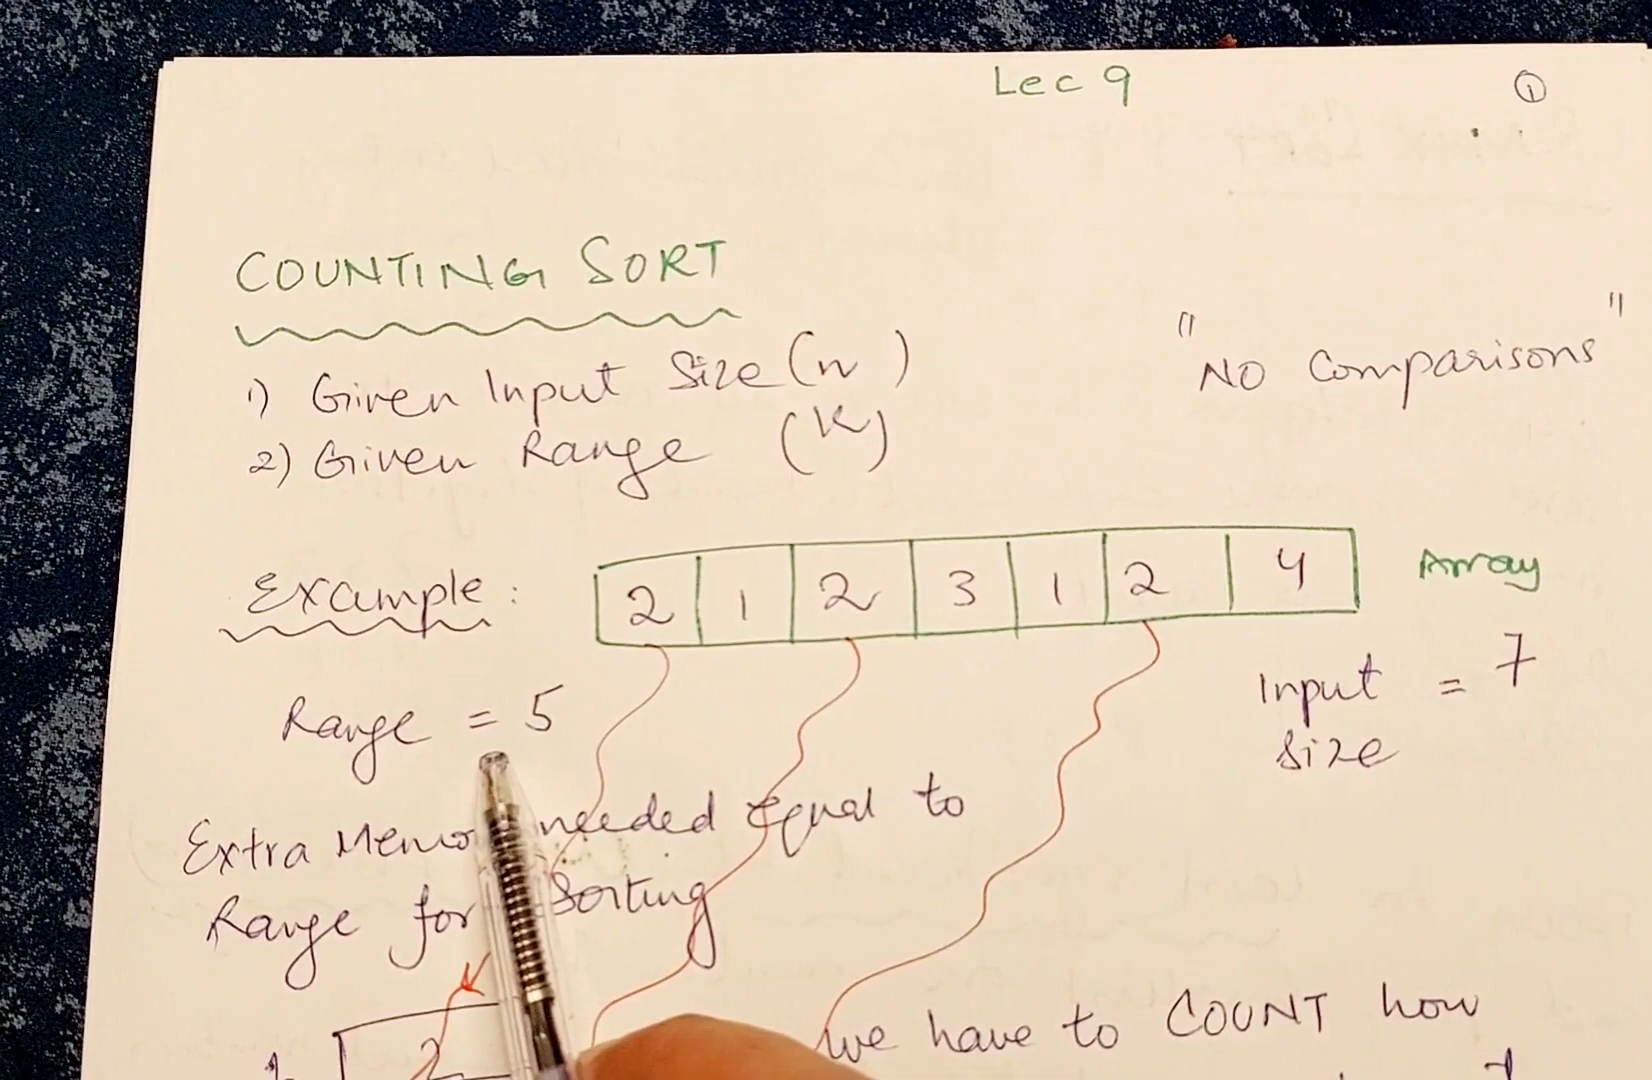 Lec 9
1
COUNTING SORT
1) Given Input Size (n)
2) Given Range (K)
"NO Comparisons"
Example: 2 1 2 3 1 2 4 Array
Range = 5
Input Size = 7
Extra needed equal to
Range for Sorting
2
we have to COUNT how